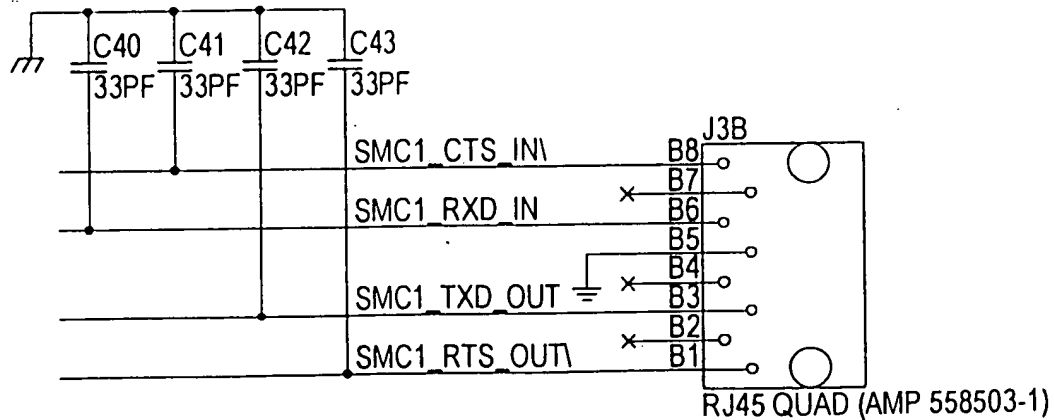 C40 C41 C42 C43
33PF 33PF 33PF 33PF
J3B
SMC1_CTS_IN\ B8
B7
SMC1_RXD_IN B6
B5
B4
SMC1_TXD_OUT B3
B2
SMC1_RTS_OUT\ B1
RJ45 QUAD (AMP 558503-1)